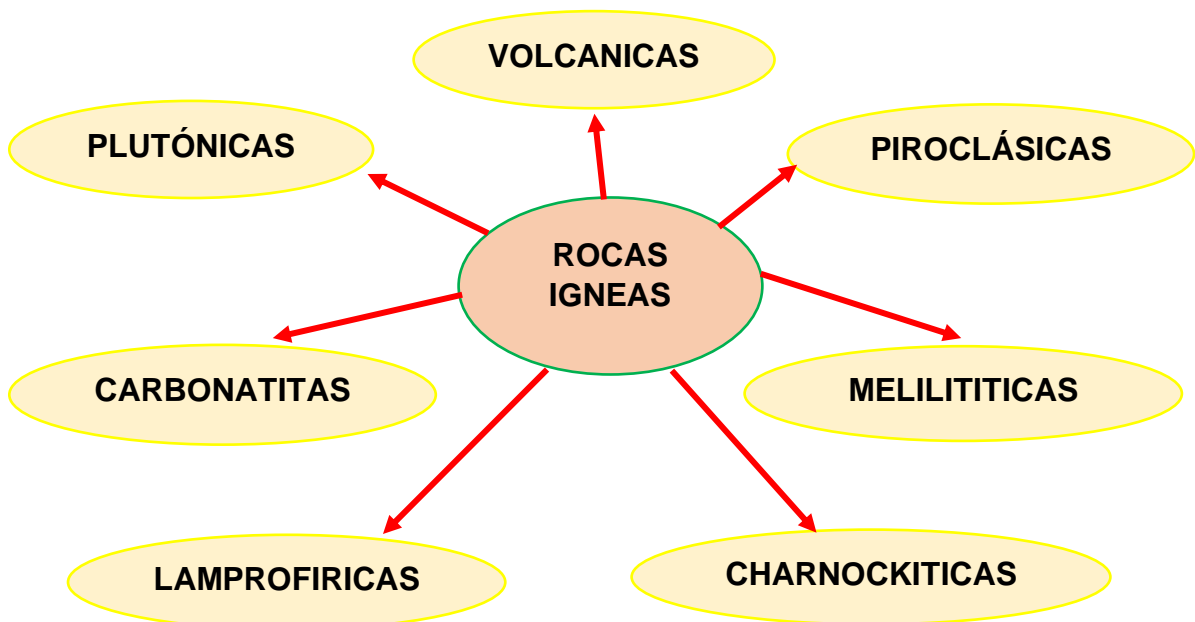 VOLCANICAS
PLUTÓNICAS
PIROCLÁSICAS
ROCAS
IGNEAS
CARBONATITAS
MELILITITICAS
LAMPROFIRICAS
CHARNOCKITICAS